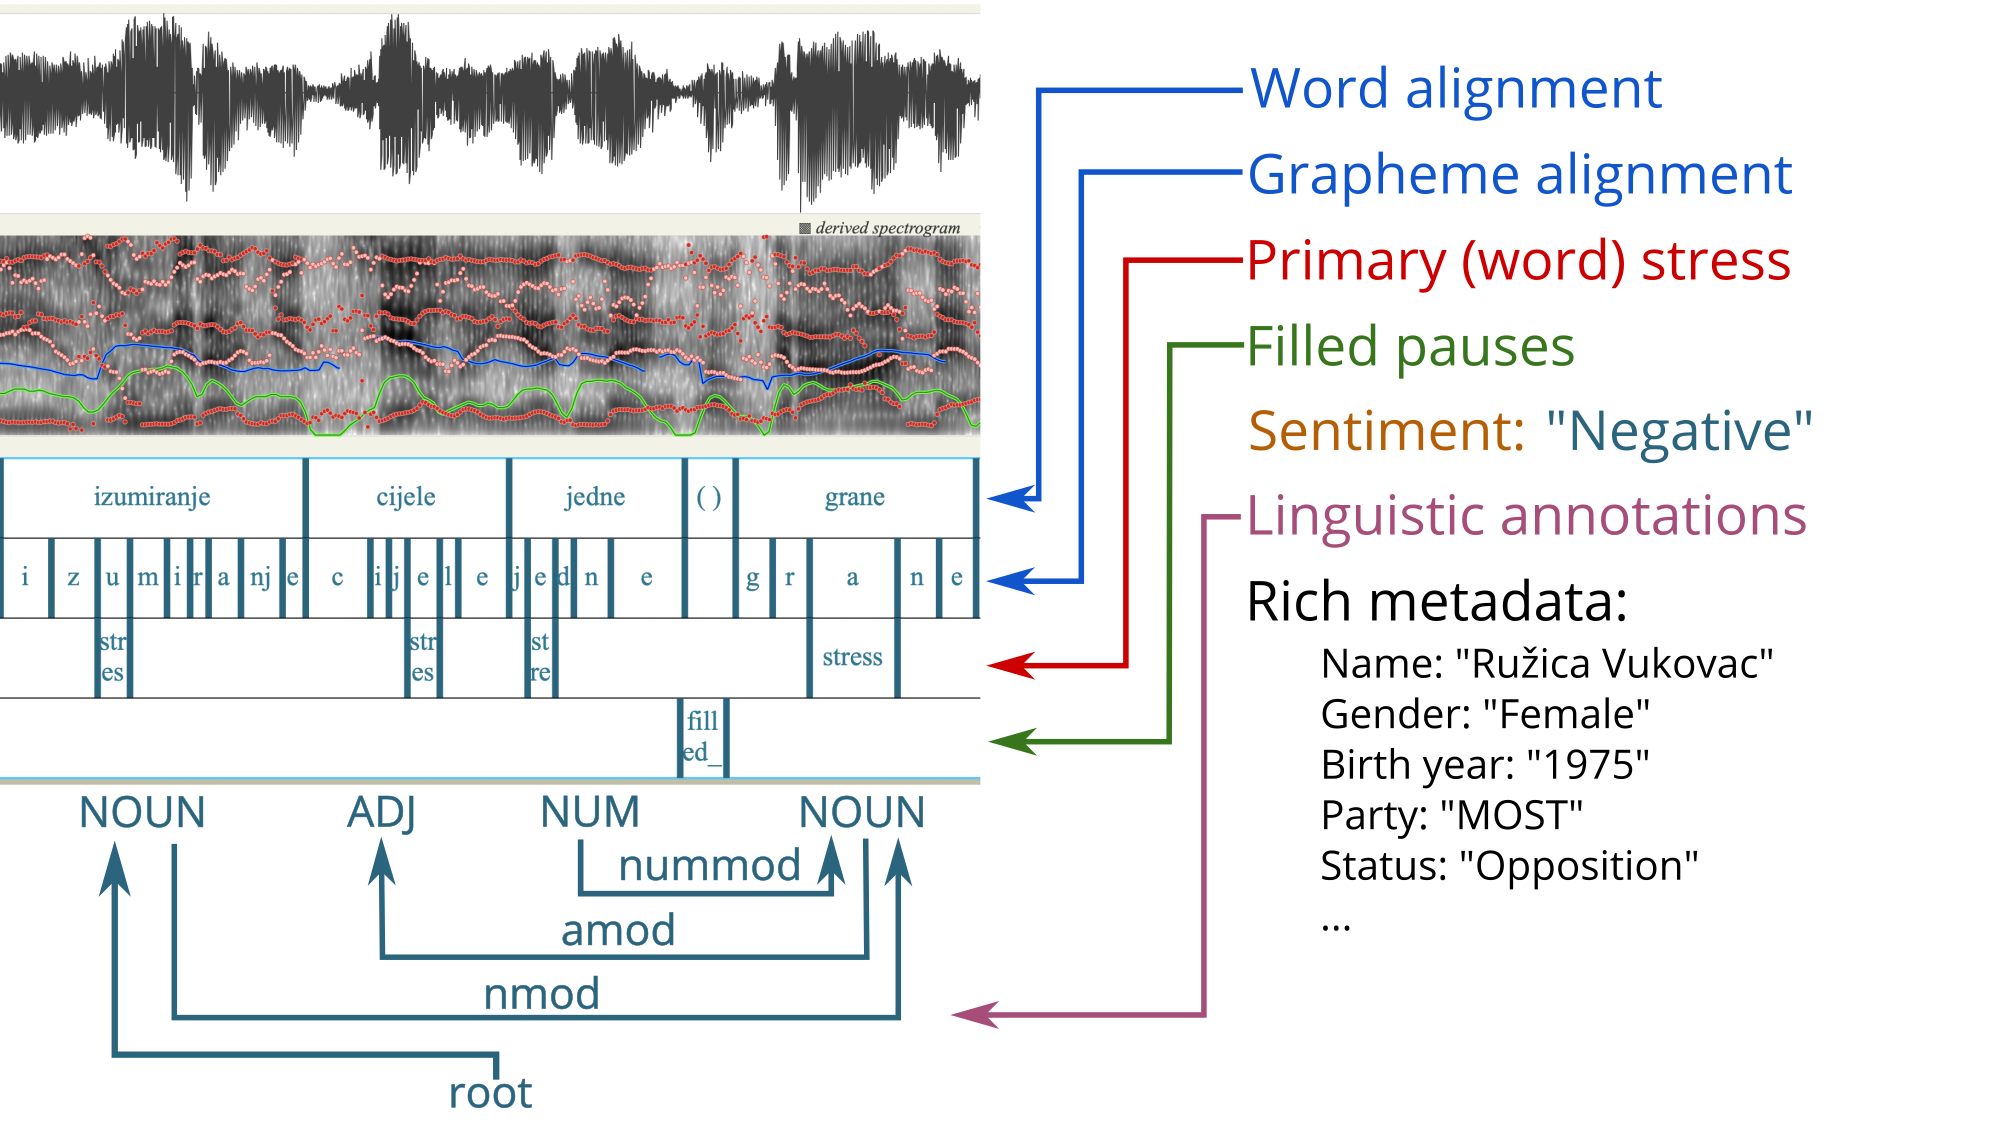 derived spectrogram
izumiranje cijele jedne ( ) grane
i z u m i r a nj e c i j e l e j e d n e g r a n e
str
es
str
es
st
re
stress
fill
ed_
NOUN ADJ NUM NOUN
nummod
amod
nmod
root
Word alignment
Grapheme alignment
Primary (word) stress
Filled pauses
Sentiment: "Negative"
Linguistic annotations
Rich metadata:
Name: "Ružica Vukovac"
Gender: "Female"
Birth year: "1975"
Party: "MOST"
Status: "Opposition"
...